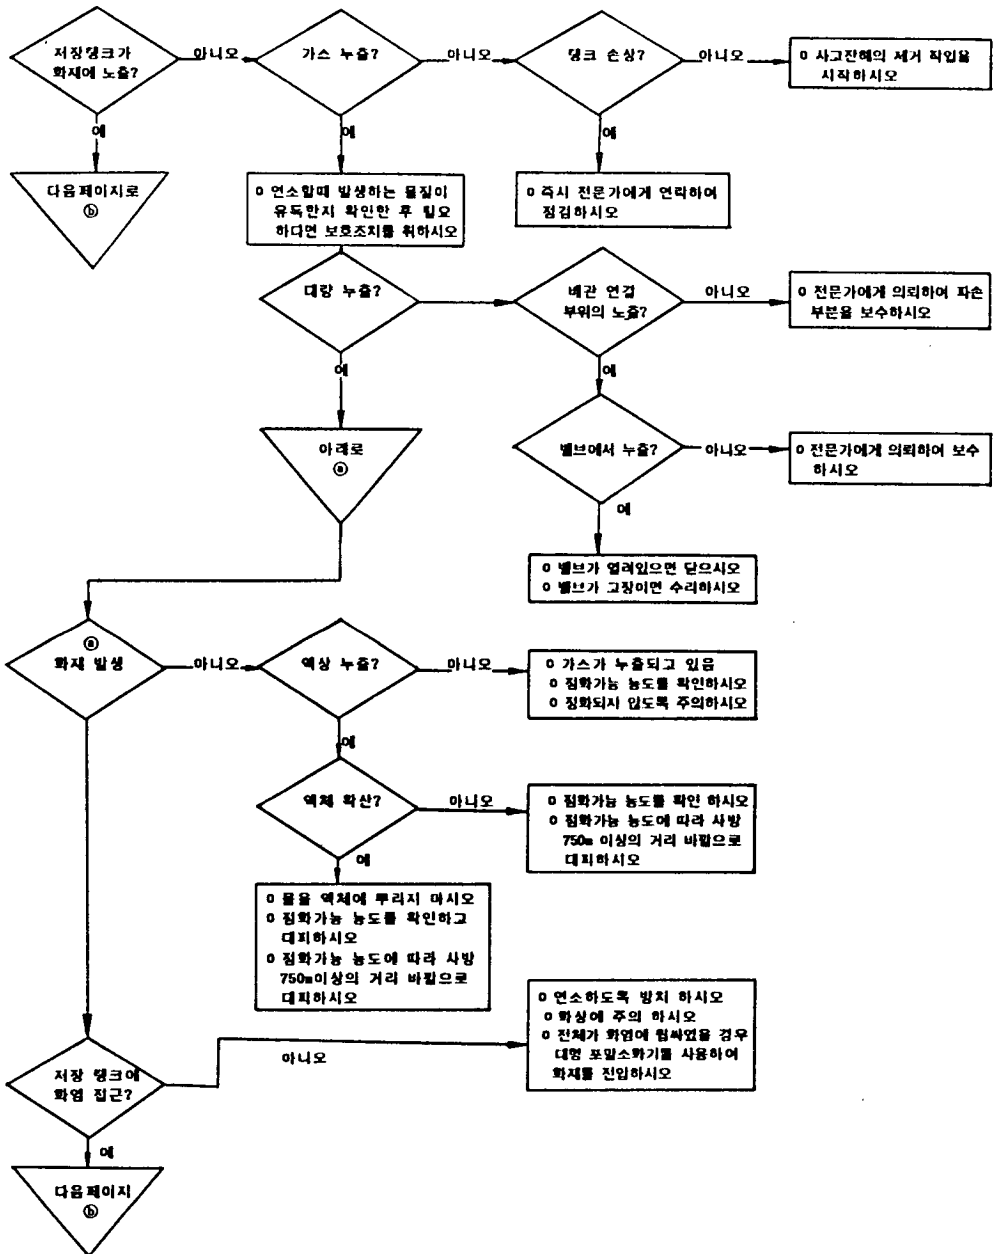 저장탱크가
화재에 노출?
아니오
가스 누출?
아니오
탱크 손상?
아니오
o 사고잔해의 제거 작업을
시작하시오
예
예
예
다음페이지로
ⓑ
o 연소할때 발생하는 물질이
유독한지 확인한 후 필요
하다면 보호조치를 취하시오
o 즉시 전문가에게 연락하여
점검하시오
대량 누출?
배관 연결
부위의 노출?
아니오
o 전문가에게 의뢰하여 파손
부분을 보수하시오
예
예
아래로
ⓐ
밸브에서 누출?
아니오
o 전문가에게 의뢰하여 보수
하시오
예
o 밸브가 열려있으면 닫으시오
o 밸브가 고장이면 수리하시오
ⓐ
화재 발생
아니오
액상 누출?
아니오
o 가스가 누출되고 있음
o 점화가능 농도를 확인하시오
o 점화되지 않도록 주의하시오
예
액체 확산?
아니오
o 점화가능 농도를 확인 하시오
o 점화가능 농도에 따라 사방
750m 이상의 거리 바깥으로
대피하시오
예
o 물을 액체에 뿌리지 마시오
o 점화가능 농도를 확인하고
대피하시오
o 점화가능 농도에 따라 사방
750m이상의 거리 바깥으로
대피하시오
저장 탱크에
화염 접근?
아니오
o 연소하도록 방치 하시오
o 화상에 주의 하시오
o 전체가 화염에 휩싸였을 경우
대형 포말소화기를 사용하여
화재를 진압하시오
예
다음페이지
ⓑ